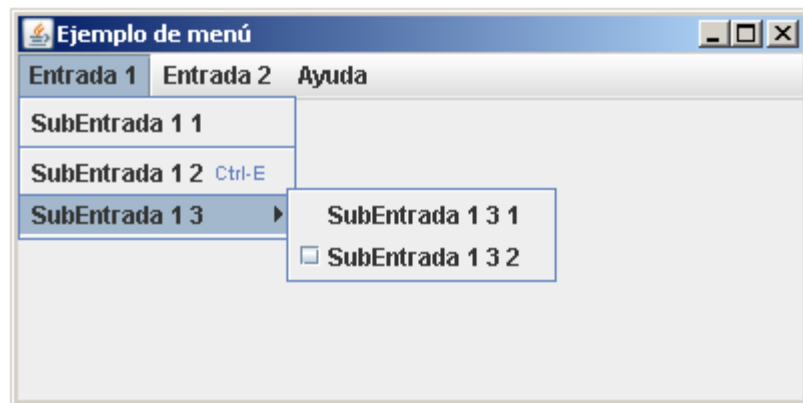 Ejemplo de menú
Entrada 1 Entrada 2 Ayuda
SubEntrada 1 1
SubEntrada 1 2 Ctrl-E
SubEntrada 1 3
SubEntrada 1 3 1
SubEntrada 1 3 2